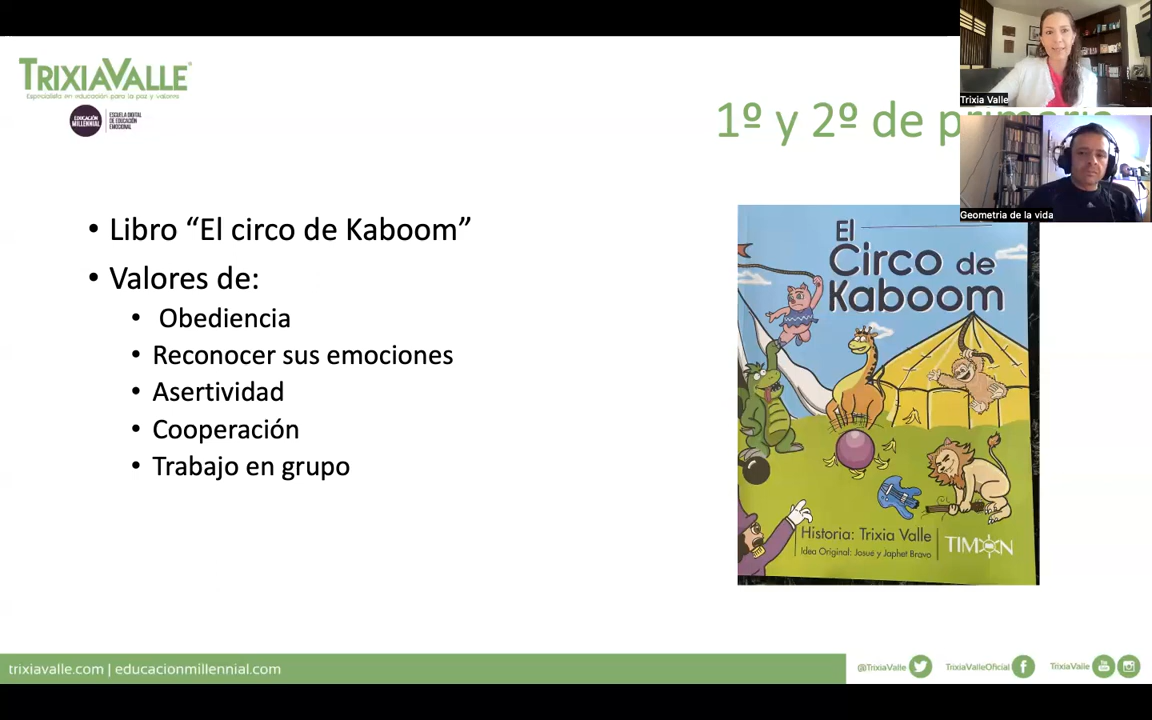 TRIXIAVALLE
Especialista en educación para la paz y valores
EDUCACIÓN MILLENNIAL
ESCUELA DIGITAL DE EDUCACIÓN EMOCIONAL
Trixia Valle
1º y 2º de primaria
Geometria de la vida
• Libro “El circo de Kaboom”
• Valores de:
• Obediencia
• Reconocer sus emociones
• Asertividad
• Cooperación
• Trabajo en grupo
El
Circo de
Kaboom
Historia: Trixia Valle
Idea Original: Josué y Japhet Bravo
TIMON
trixiavalle.com | educacionmillennial.com
@TrixiaValle
TrixiaValleOficial
TrixiaValle